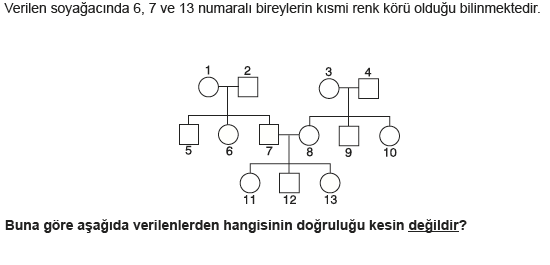 Verilen soyağacında 6, 7 ve 13 numaralı bireylerin kısmi renk körü olduğu bilinmektedir.
1 2 3 4
5 6 7 8 9 10
11 12 13
Buna göre aşağıda verilenlerden hangisinin doğruluğu kesin değildir?